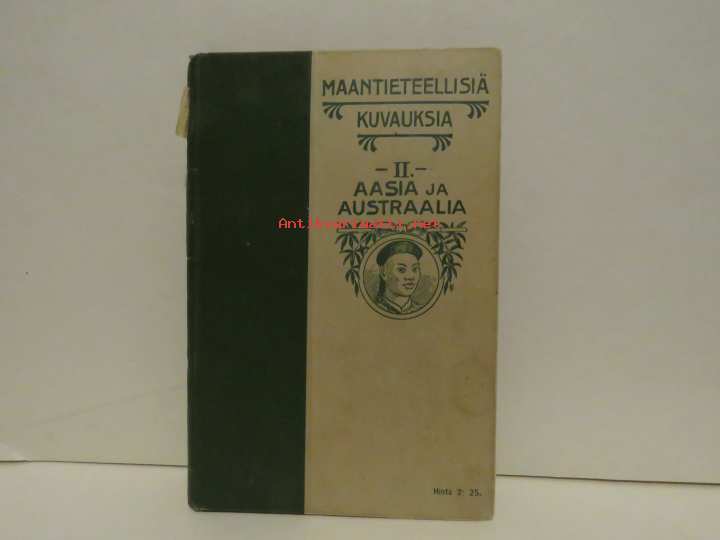 MAANTIETEELLISIÄ
KUVAUKSIA
- II. -
AASIA JA
AUSTRAALIA
Antikvariaatti.net
Hinta 2: 25.